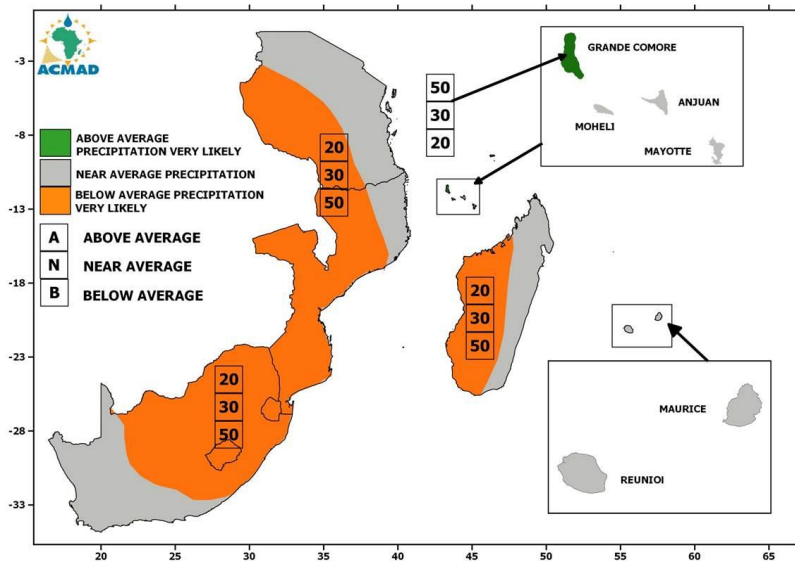 ACMAD
ABOVE AVERAGE
PRECIPITATION VERY LIKELY
NEAR AVERAGE PRECIPITATION
BELOW AVERAGE PRECIPITATION
VERY LIKELY
A ABOVE AVERAGE
N NEAR AVERAGE
B BELOW AVERAGE
-3
-8
-13
-18
-23
-28
-33
20
25
30
35
40
45
50
55
60
65
20
30
50
20
30
50
20
30
50
50
30
20
GRANDE COMORE
ANJUAN
MOHELI
MAYOTTE
MAURICE
REUNIOI